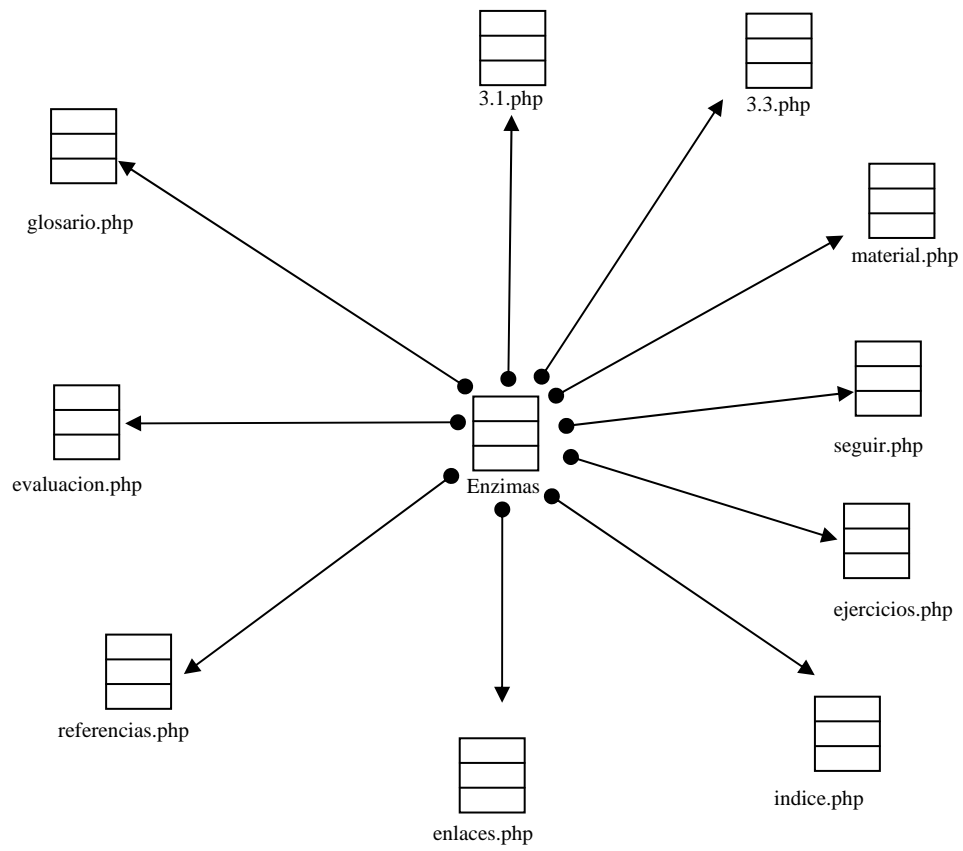 3.1.php
3.3.php
glosario.php
material.php
seguir.php
evaluacion.php
Enzimas
ejercicios.php
referencias.php
indice.php
enlaces.php